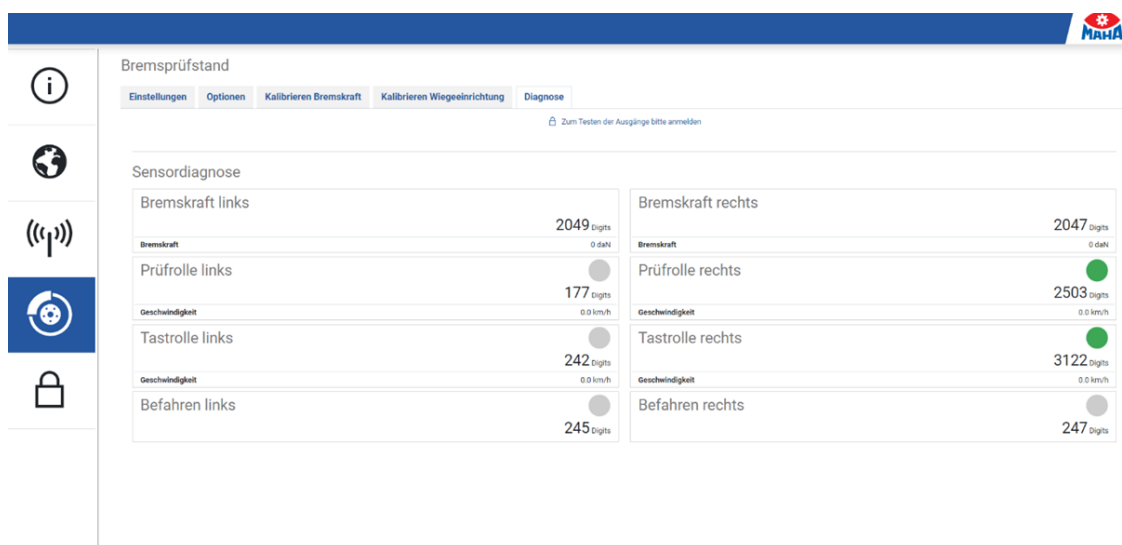 MAHA
Bremsprüfstand
Einstellungen Optionen Kalibrieren Bremskraft Kalibrieren Wiegeeinrichtung Diagnose
Zum Testen der Ausgänge bitte anmelden
Sensordiagnose
Bremskraft links
2049 Digits
Bremskraft 0 daN
Bremskraft rechts
2047 Digits
Bremskraft 0 daN
Prüfrolle links
177 Digits
Geschwindigkeit 0.0 km/h
Prüfrolle rechts
2503 Digits
Geschwindigkeit 0.0 km/h
Tastrolle links
242 Digits
Geschwindigkeit 0.0 km/h
Tastrolle rechts
3122 Digits
Geschwindigkeit 0.0 km/h
Befahren links
245 Digits
Befahren rechts
247 Digits